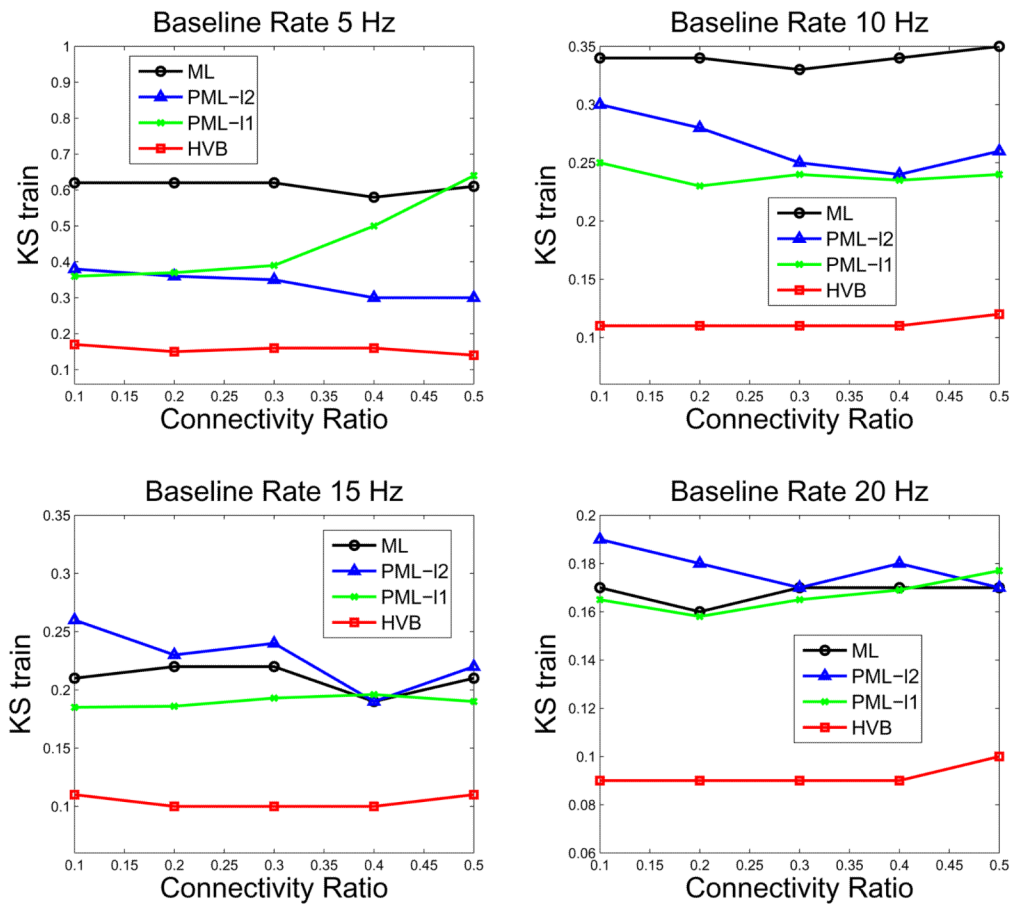 Baseline Rate 5 Hz
1
0.9
0.8
0.7
0.6
0.5
0.4
0.3
0.2
0.1
KS train
ML
PML-l2
PML-l1
HVB
0.1 0.15 0.2 0.25 0.3 0.35 0.4 0.45 0.5
Connectivity Ratio
Baseline Rate 10 Hz
0.35
0.3
0.25
0.2
0.15
0.1
KS train
ML
PML-l2
PML-l1
HVB
0.1 0.15 0.2 0.25 0.3 0.35 0.4 0.45 0.5
Connectivity Ratio
Baseline Rate 15 Hz
0.35
0.3
0.25
0.2
0.15
0.1
KS train
ML
PML-l2
PML-l1
HVB
0.1 0.15 0.2 0.25 0.3 0.35 0.4 0.45 0.5
Connectivity Ratio
Baseline Rate 20 Hz
0.2
0.18
0.16
0.14
0.12
0.1
0.08
0.06
KS train
ML
PML-l2
PML-l1
HVB
0.1 0.15 0.2 0.25 0.3 0.35 0.4 0.45 0.5
Connectivity Ratio